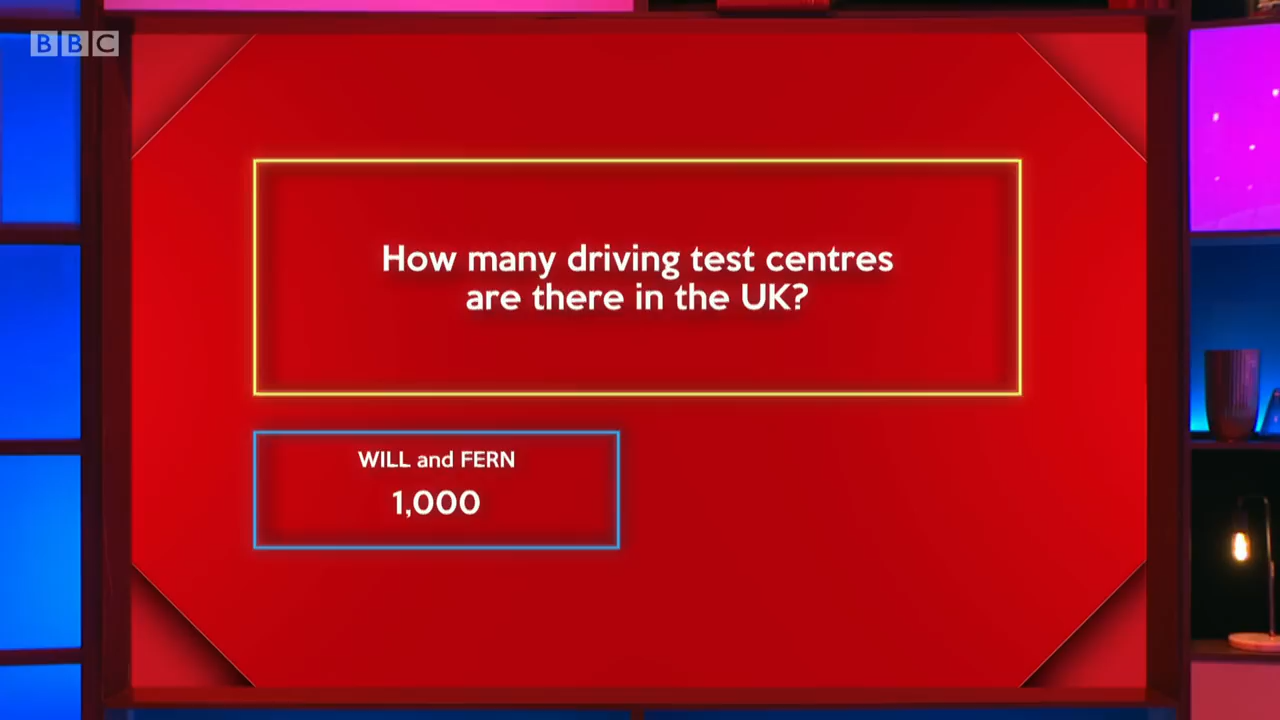 BBC
How many driving test centres
are there in the UK?
WILL and FERN
1,000